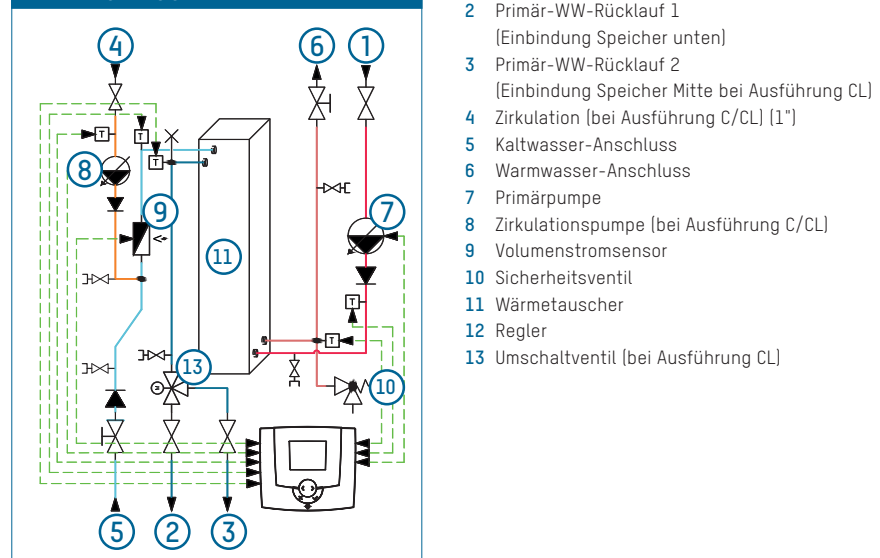 4
6
1
T
T
T
8
9
7
11
T
T
13
10
5
2
3
2 Primär-WW-Rücklauf 1
(Einbindung Speicher unten)
3 Primär-WW-Rücklauf 2
(Einbindung Speicher Mitte bei Ausführung CL)
4 Zirkulation (bei Ausführung C/CL) (1")
5 Kaltwasser-Anschluss
6 Warmwasser-Anschluss
7 Primärpumpe
8 Zirkulationspumpe (bei Ausführung C/CL)
9 Volumenstromsensor
10 Sicherheitsventil
11 Wärmetauscher
12 Regler
13 Umschaltventil (bei Ausführung CL)